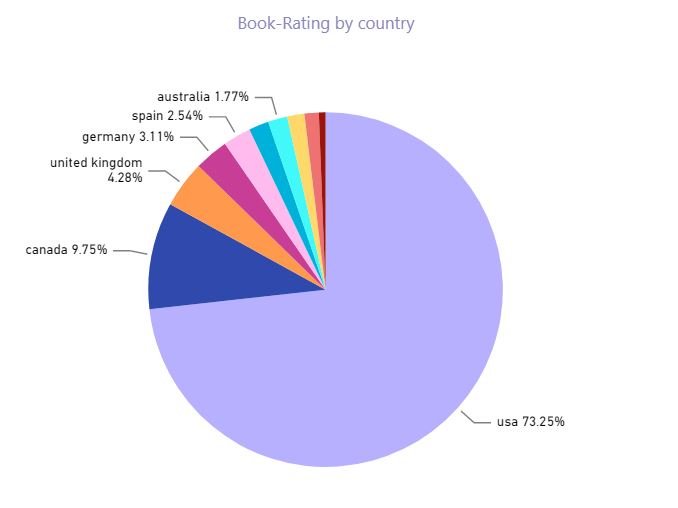 Book-Rating by country
australia 1.77%
spain 2.54%
germany 3.11%
united kingdom
4.28%
canada 9.75%
usa 73.25%